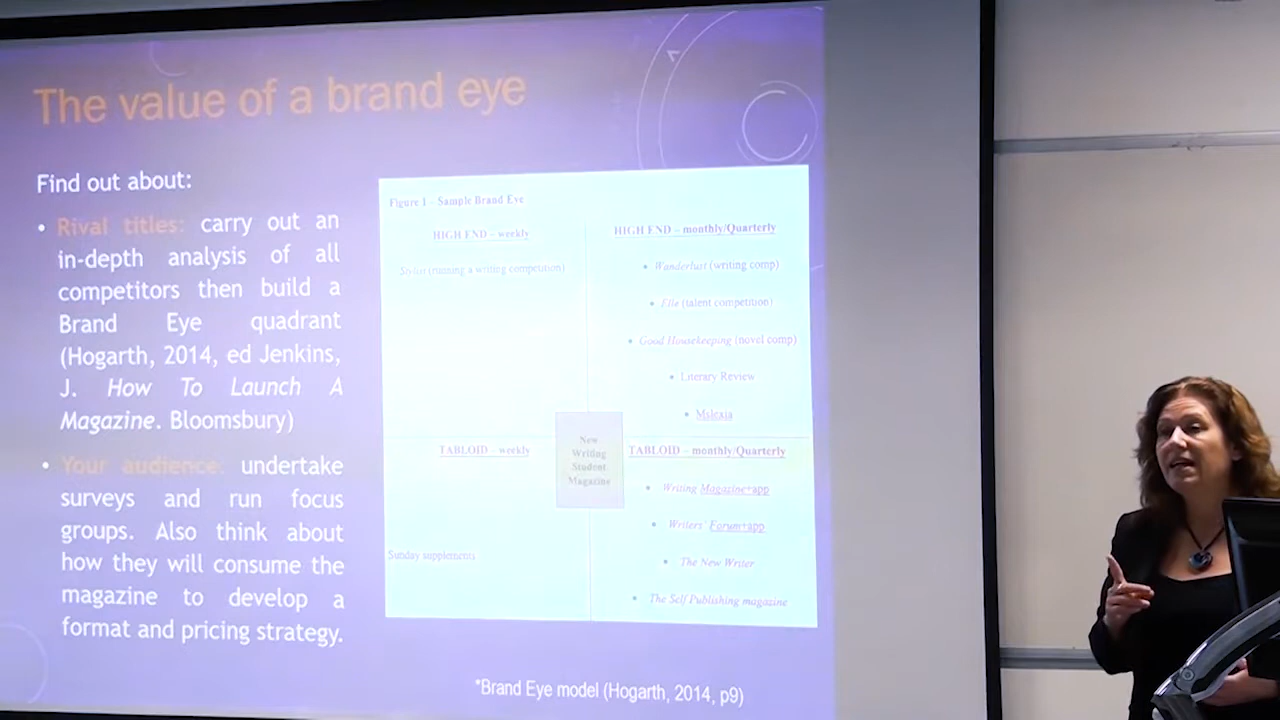 The value of a brand eye
Find out about:
• Rival titles: carry out an
in-depth analysis of all
competitors then build a
Brand Eye quadrant
(Hogarth, 2014, ed Jenkins,
J. How To Launch A
Magazine. Bloomsbury)
• Your audience: undertake
surveys and run focus
groups. Also think about
how they will consume the
magazine to develop a
format and pricing strategy.
Figure 1 – Sample Brand Eye
HIGH END – weekly
Stylist (running a writing competition)
HIGH END – monthly/Quarterly
• Wanderlust (writing comp)
• Elle (talent competition)
• Good Housekeeping (novel comp)
• Literary Review
• Mslexia
New
Writing
Student
Magazine
TABLOID – weekly
Sunday supplements
TABLOID – monthly/Quarterly
• Writing Magazine+app
• Writers' Forum+app
• The New Writer
• The Self Publishing magazine
*Brand Eye model (Hogarth, 2014, p9)